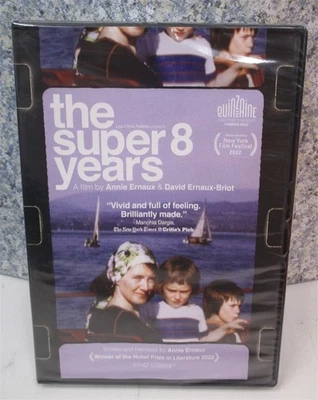 QUINZAINE
the
super 8
years
New York
Film Festival
2022
A film by Annie Ernaux & David Ernaux-Briot
"Vivid and full of feeling.
Brilliantly made."
Manohla Dargis,
The New York Times Critic's Pick
Written and Narrated by Annie Ernaux
Winner of the Nobel Prize in Literature 2022